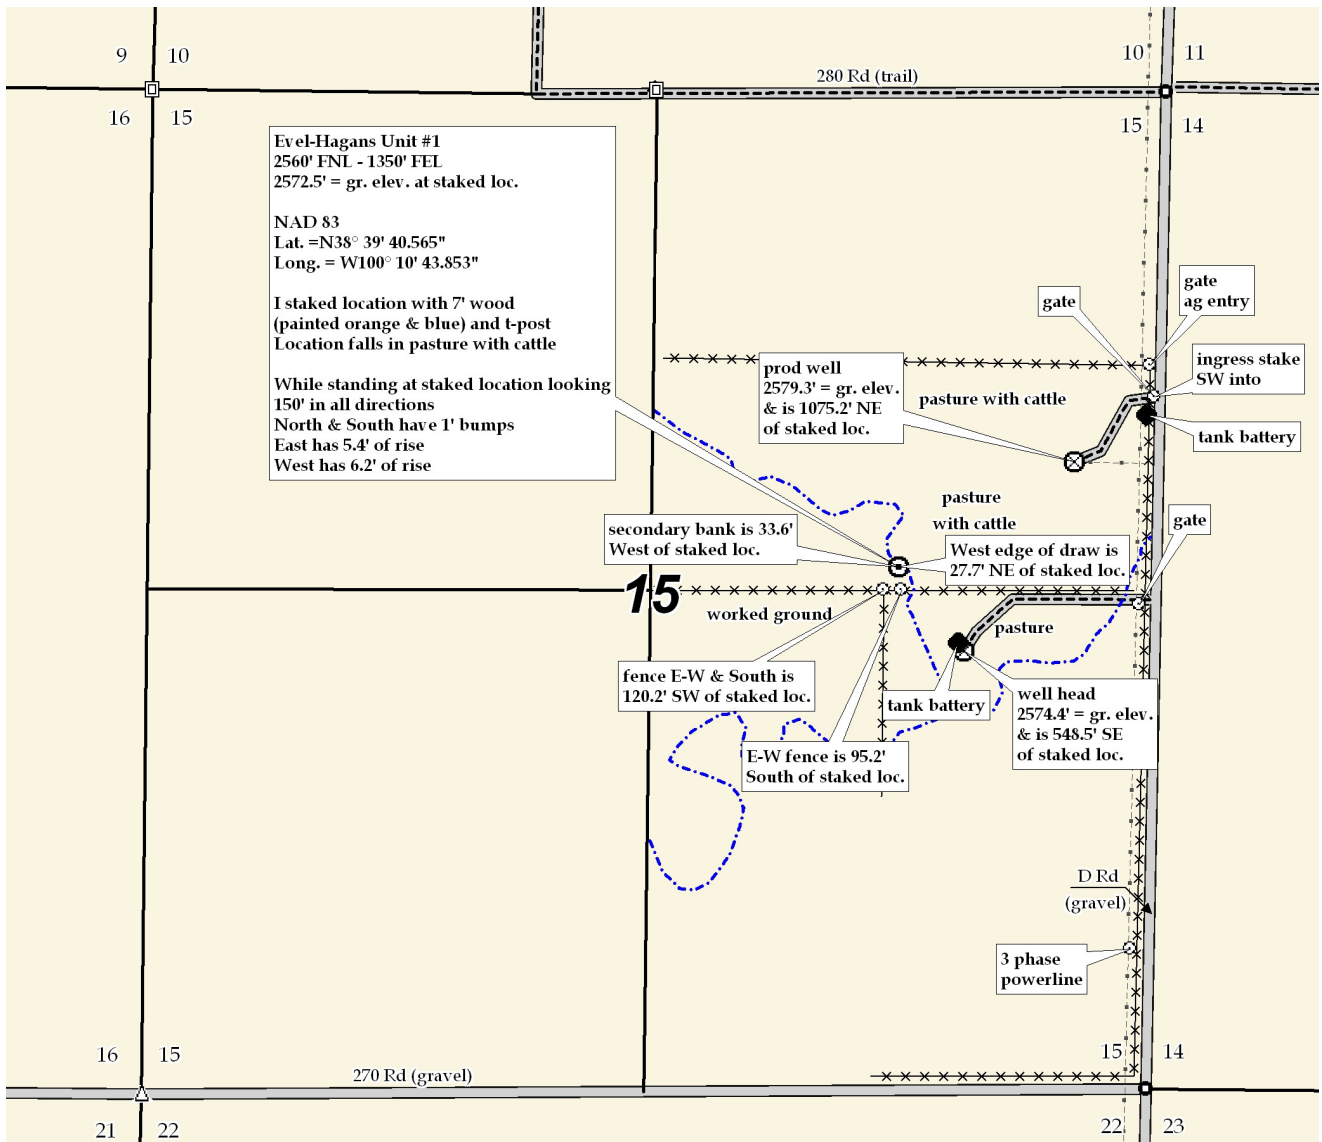 9 10
10 11
280 Rd (trail)
16 15
15 14
Evel-Hagans Unit #1
2560' FNL - 1350' FEL
2572.5' = gr. elev. at staked loc.
NAD 83
Lat. =N38° 39' 40.565"
Long. = W100° 10' 43.853"
I staked location with 7' wood
(painted orange & blue) and t-post
Location falls in pasture with cattle
While standing at staked location looking
150' in all directions
North & South have 1' bumps
East has 5.4' of rise
West has 6.2' of rise
gate
gate
ag entry
ingress stake
SW into
prod well
2579.3' = gr. elev.
& is 1075.2' NE
of staked loc.
pasture with cattle
tank battery
pasture
with cattle
secondary bank is 33.6'
West of staked loc.
West edge of draw is
27.7' NE of staked loc.
gate
15
worked ground
pasture
fence E-W & South is
120.2' SW of staked loc.
tank battery
well head
2574.4' = gr. elev.
& is 548.5' SE
of staked loc.
E-W fence is 95.2'
South of staked loc.
D Rd
(gravel)
3 phase
powerline
16 15
15 14
270 Rd (gravel)
21 22
22 23